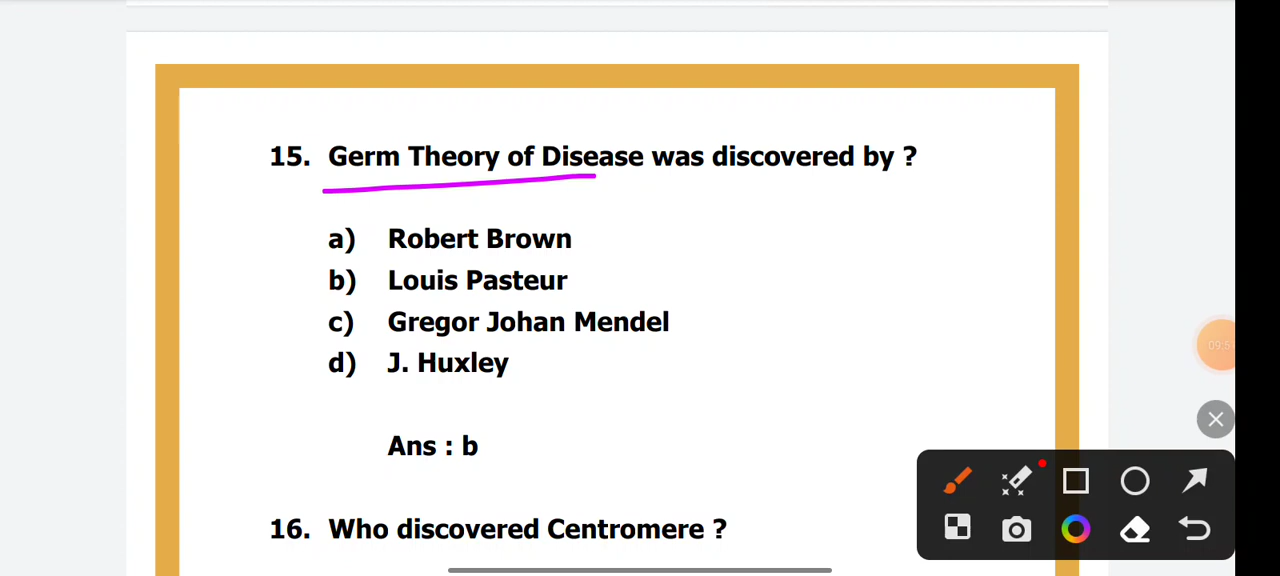 15. Germ Theory of Disease was discovered by ?
a) Robert Brown
b) Louis Pasteur
c) Gregor Johan Mendel
d) J. Huxley
Ans : b
16. Who discovered Centromere ?